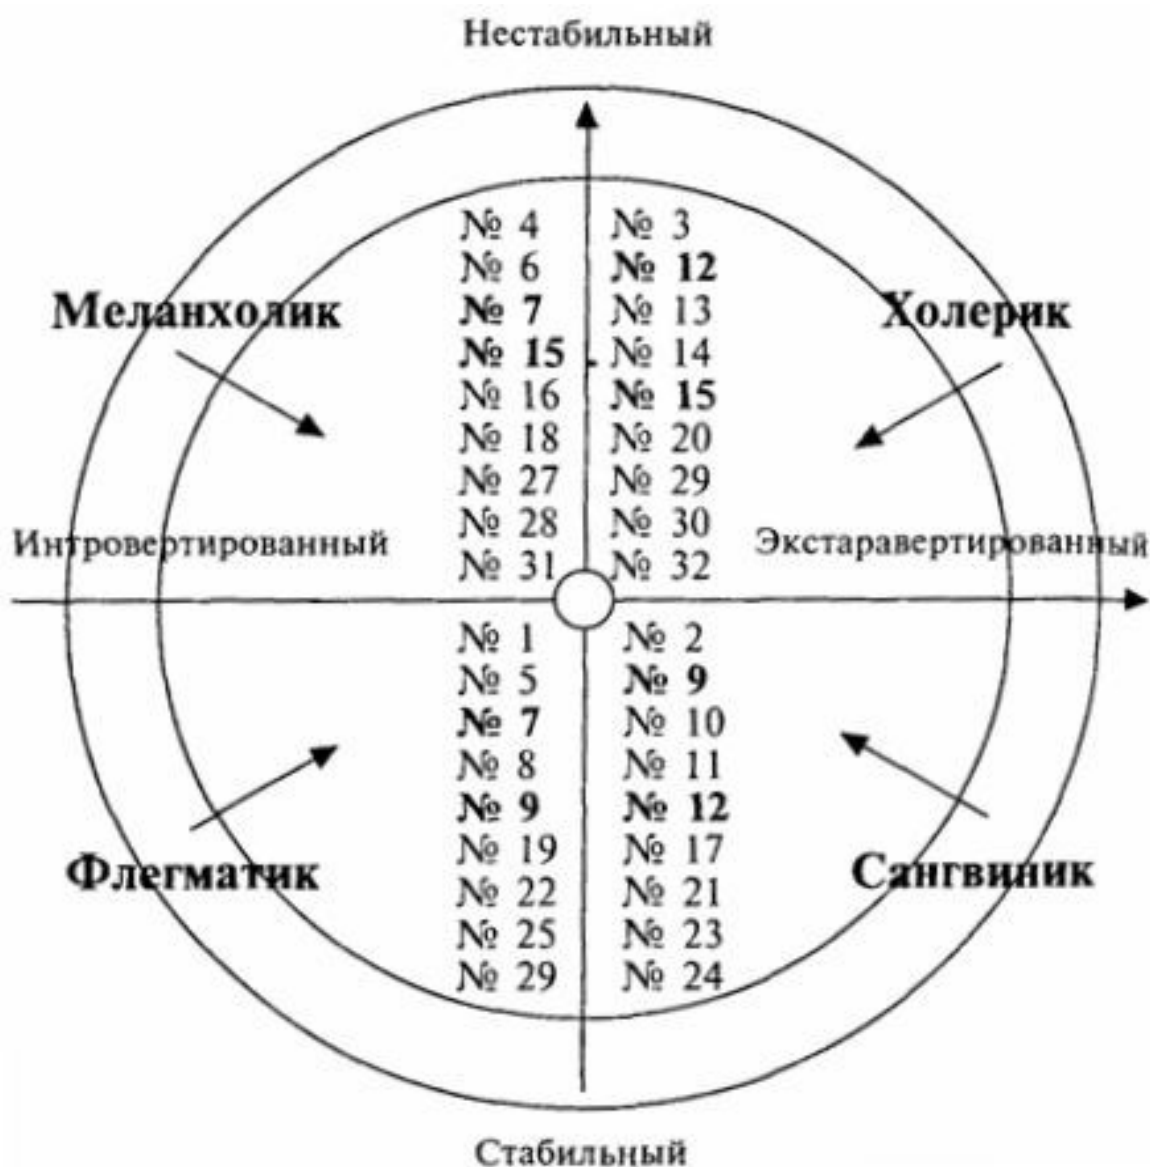 Нестабильный
№ 4 № 3
№ 6 № 12
Меланхолик № 7 № 13 Холерик
№ 15 № 14
№ 16 № 15
№ 18 № 20
№ 27 № 29
Интровертированный № 28 № 30 Экстаравертированный
№ 31 № 32
№ 1 № 2
№ 5 № 9
№ 7 № 10
№ 8 № 11
№ 9 № 12
Флегматик № 19 № 17 Сангвиник
№ 22 № 21
№ 25 № 23
№ 29 № 24
Стабильный